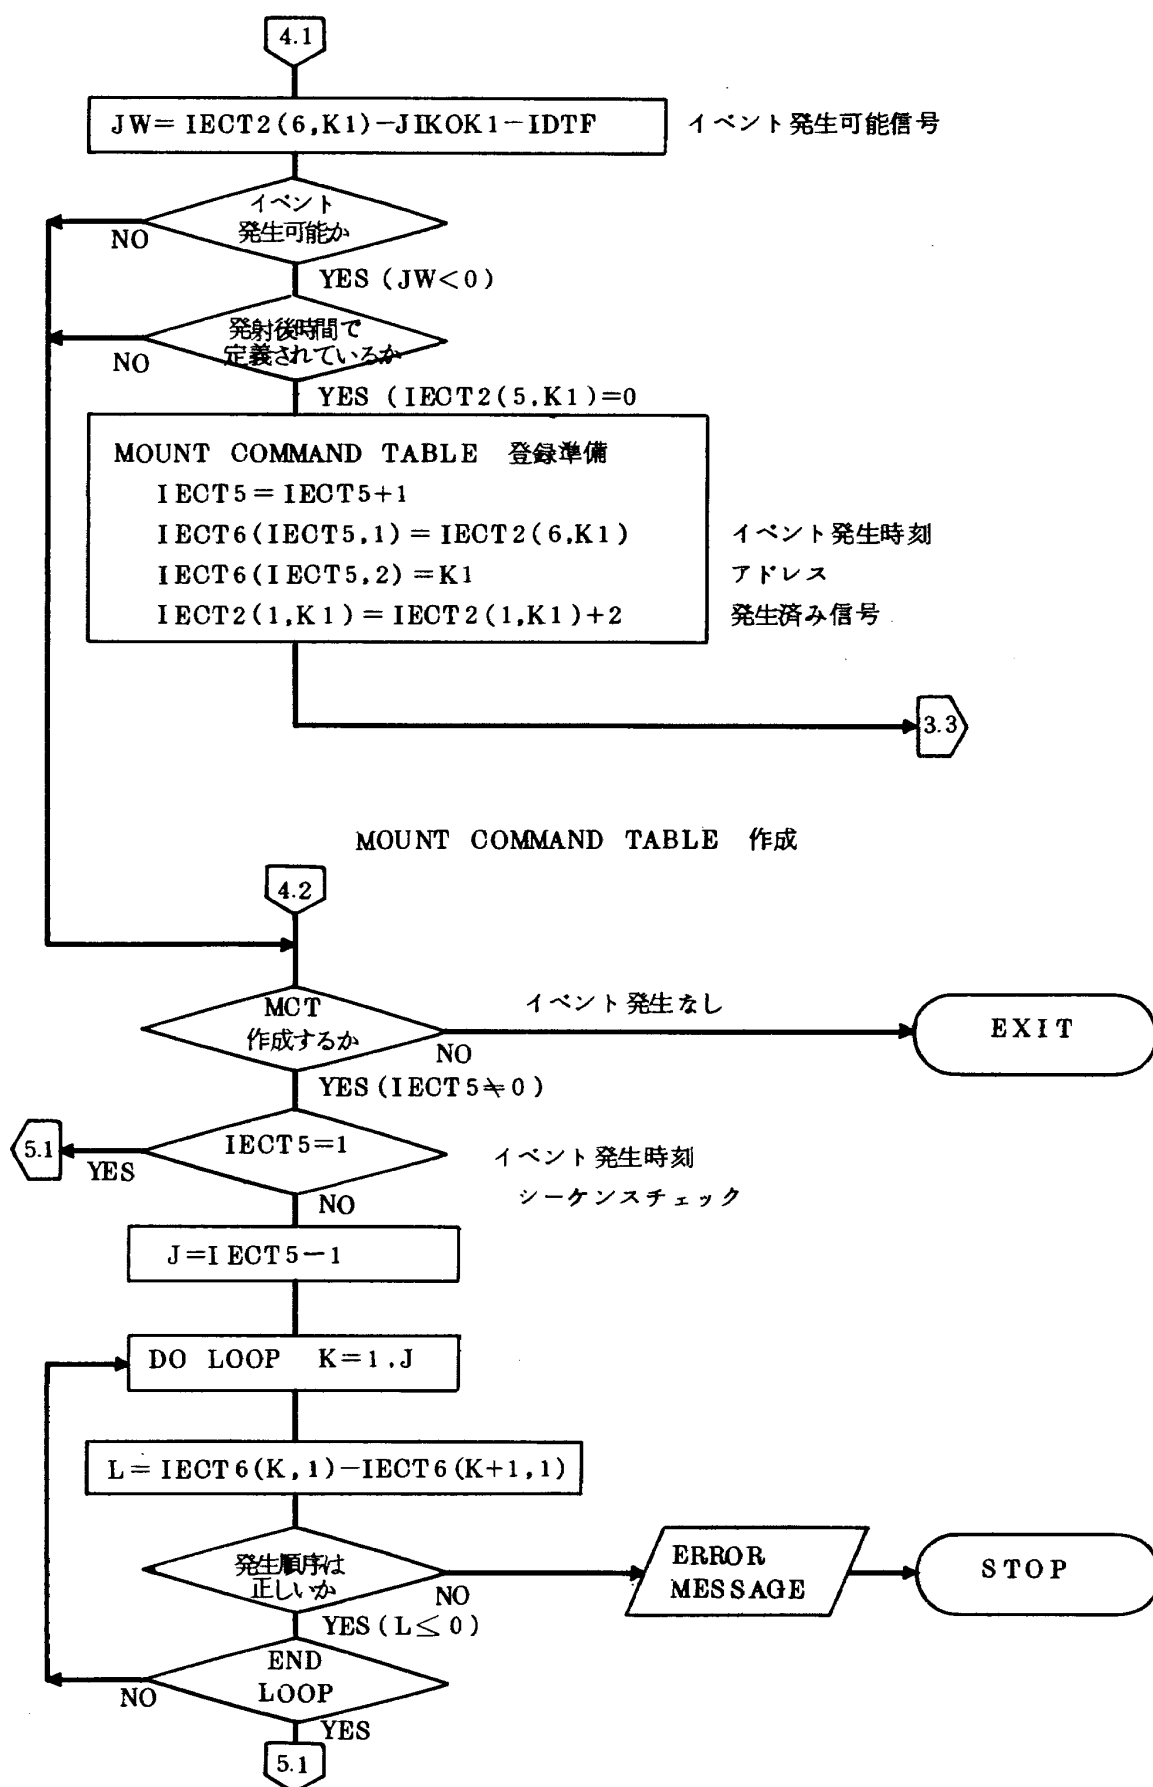 4.1
JW=IECT2(6,K1)-JIKOK1-IDTF イベント発生可能信号
イベント
発生可能か
NO
YES (JW<0)
発射後時間で
定義されているか
NO
YES (IECT2(5,K1)=0
MOUNT COMMAND TABLE 登録準備
IECT5=IECT5+1
IECT6(IECT5,1)=IECT2(6,K1) イベント発生時刻
IECT6(IECT5,2)=K1 アドレス
IECT2(1,K1)=IECT2(1,K1)+2 発生済み信号
3.3
MOUNT COMMAND TABLE 作成
4.2
MCT
作成するか
イベント発生なし
NO
EXIT
YES (IECT5≠0)
5.1
YES
IECT5=1
イベント発生時刻
シーケンスチェック
NO
J=IECT5-1
DO LOOP K=1,J
L=IECT6(K,1)-IECT6(K+1,1)
発生順序は
正しいか
NO
ERROR
MESSAGE
STOP
YES (L≤0)
END
LOOP
NO
YES
5.1